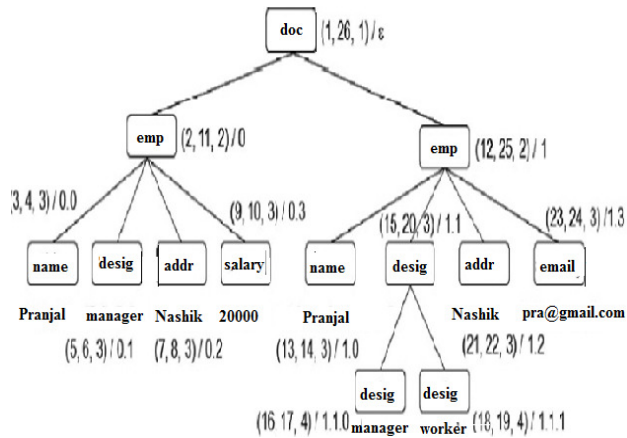 doc (1, 26, 1) / ε
emp (2, 11, 2) / 0 emp (12, 25, 2) / 1
(3, 4, 3) / 0.0 (9, 10, 3) / 0.3 (15, 20, 3) / 1.1 (23, 24, 3) / 1.3
name desig addr salary name desig addr email
Pranjal manager Nashik 20000 Pranjal Nashik pra@gmail.com
(5, 6, 3) / 0.1 (7, 8, 3) / 0.2 (13, 14, 3) / 1.0 (21, 22, 3) / 1.2
desig desig
(16 17, 4) / 1.1.0 manager worker (18, 19, 4) / 1.1.1